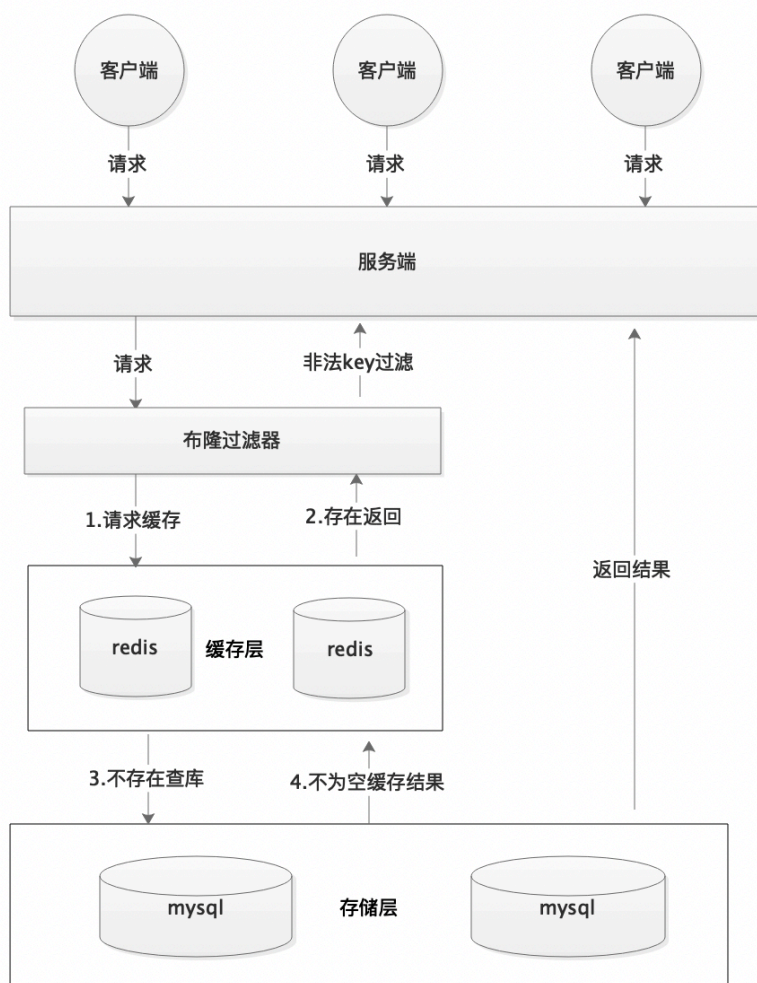 客户端
客户端
客户端
请求
请求
请求
服务端
请求
非法key过滤
布隆过滤器
1.请求缓存
2.存在返回
返回结果
redis
缓存层
redis
3.不存在查库
4.不为空缓存结果
mysql
存储层
mysql